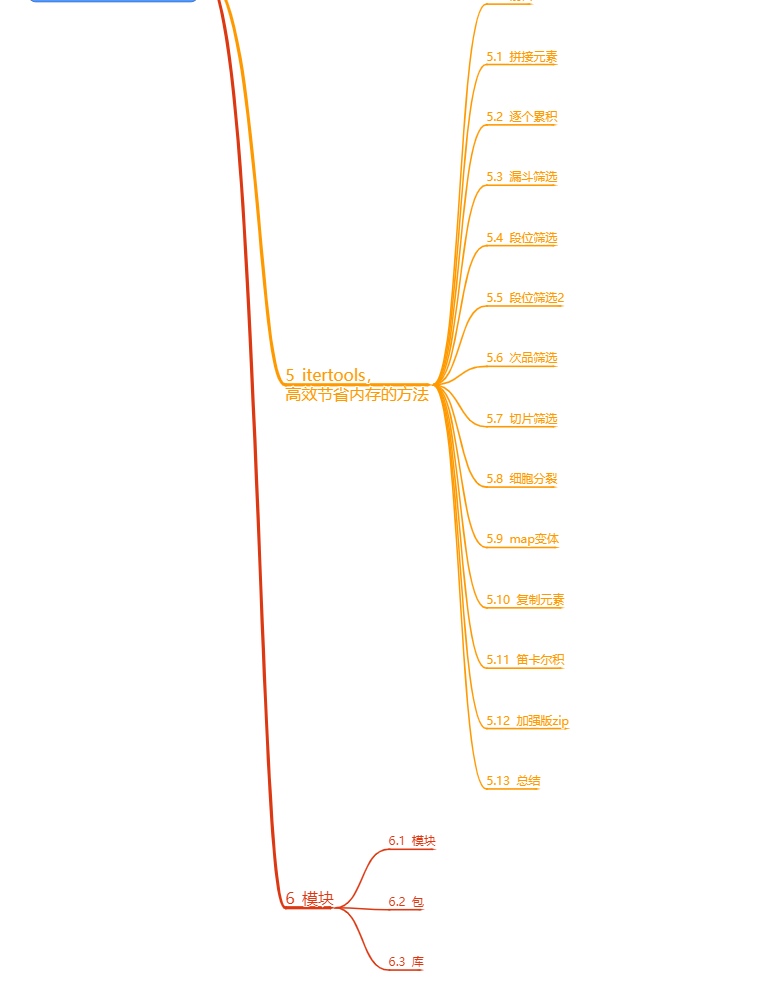 5.1 拼接元素
5.2 逐个累积
5.3 漏斗筛选
5.4 段位筛选
5.5 段位筛选2
5.6 次品筛选
5 itertools,
高效节省内存的方法
5.7 切片筛选
5.8 细胞分裂
5.9 map变体
5.10 复制元素
5.11 笛卡尔积
5.12 加强版zip
5.13 总结
6.1 模块
6 模块
6.2 包
6.3 库